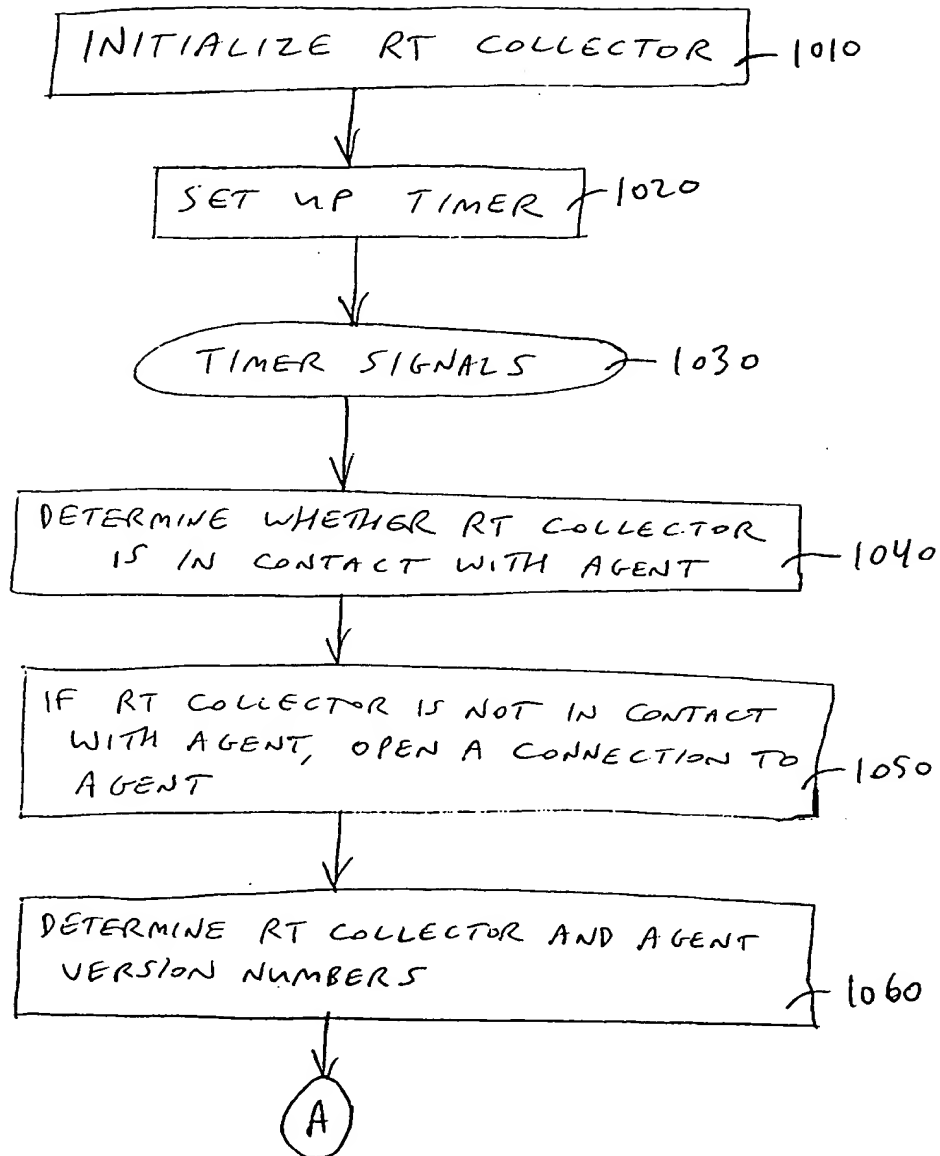 INITIALIZE RT COLLECTOR 1010
SET UP TIMER 1020
TIMER SIGNALS 1030
DETERMINE WHETHER RT COLLECTOR
IS IN CONTACT WITH AGENT 1040
IF RT COLLECTOR IS NOT IN CONTACT
WITH AGENT, OPEN A CONNECTION TO
AGENT 1050
DETERMINE RT COLLECTOR AND AGENT
VERSION NUMBERS 1060
A